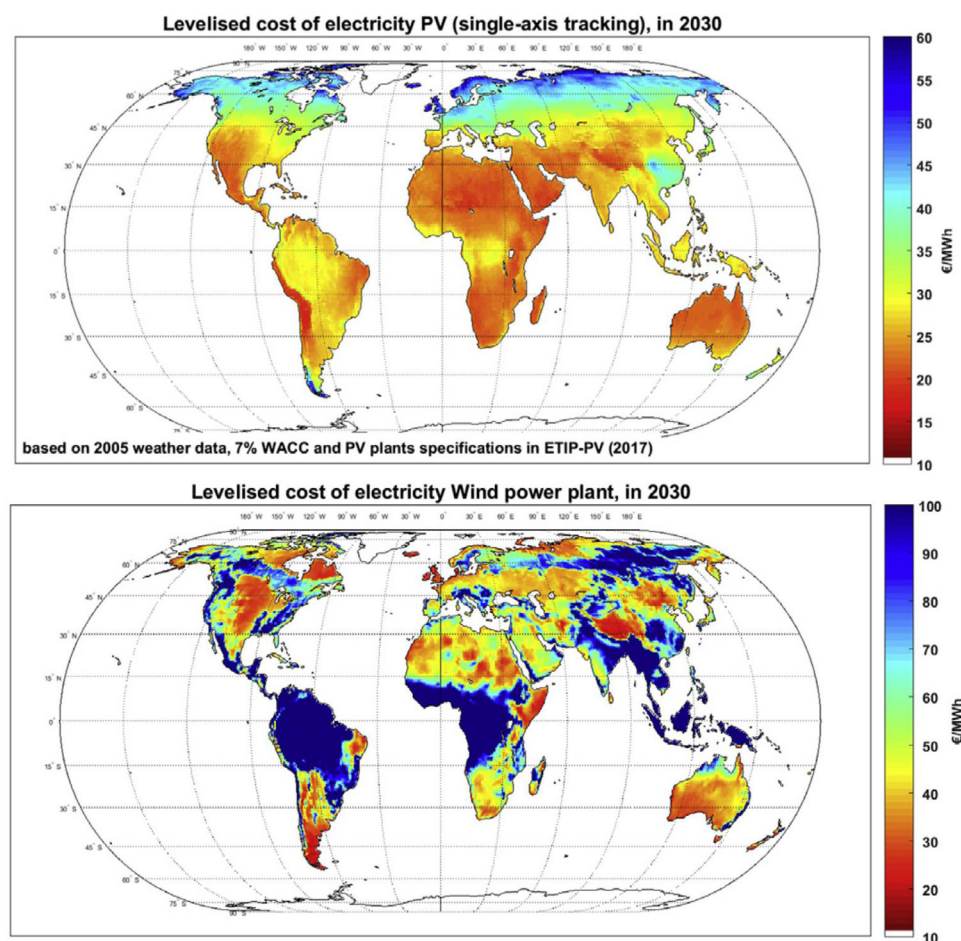 Levelised cost of electricity PV (single-axis tracking), in 2030
180° W 150° W 120° W 90° W 60° W 30° W 0° 30° E 60° E 90° E 120° E 150° E 180° E
75° N
60° N
45° N
30° N
15° N
0°
15° S
30° S
45° S
60° S
based on 2005 weather data, 7% WACC and PV plants specifications in ETIP-PV (2017)
60
55
50
45
40
35
30
25
20
15
10
€/MWh
Levelised cost of electricity Wind power plant, in 2030
180° W 150° W 120° W 90° W 60° W 30° W 0° 30° E 60° E 90° E 120° E 150° E 180° E
75° N
60° N
45° N
30° N
15° N
0°
15° S
30° S
45° S
60° S
75° S
90° S
100
90
80
70
60
50
40
30
20
10
€/MWh